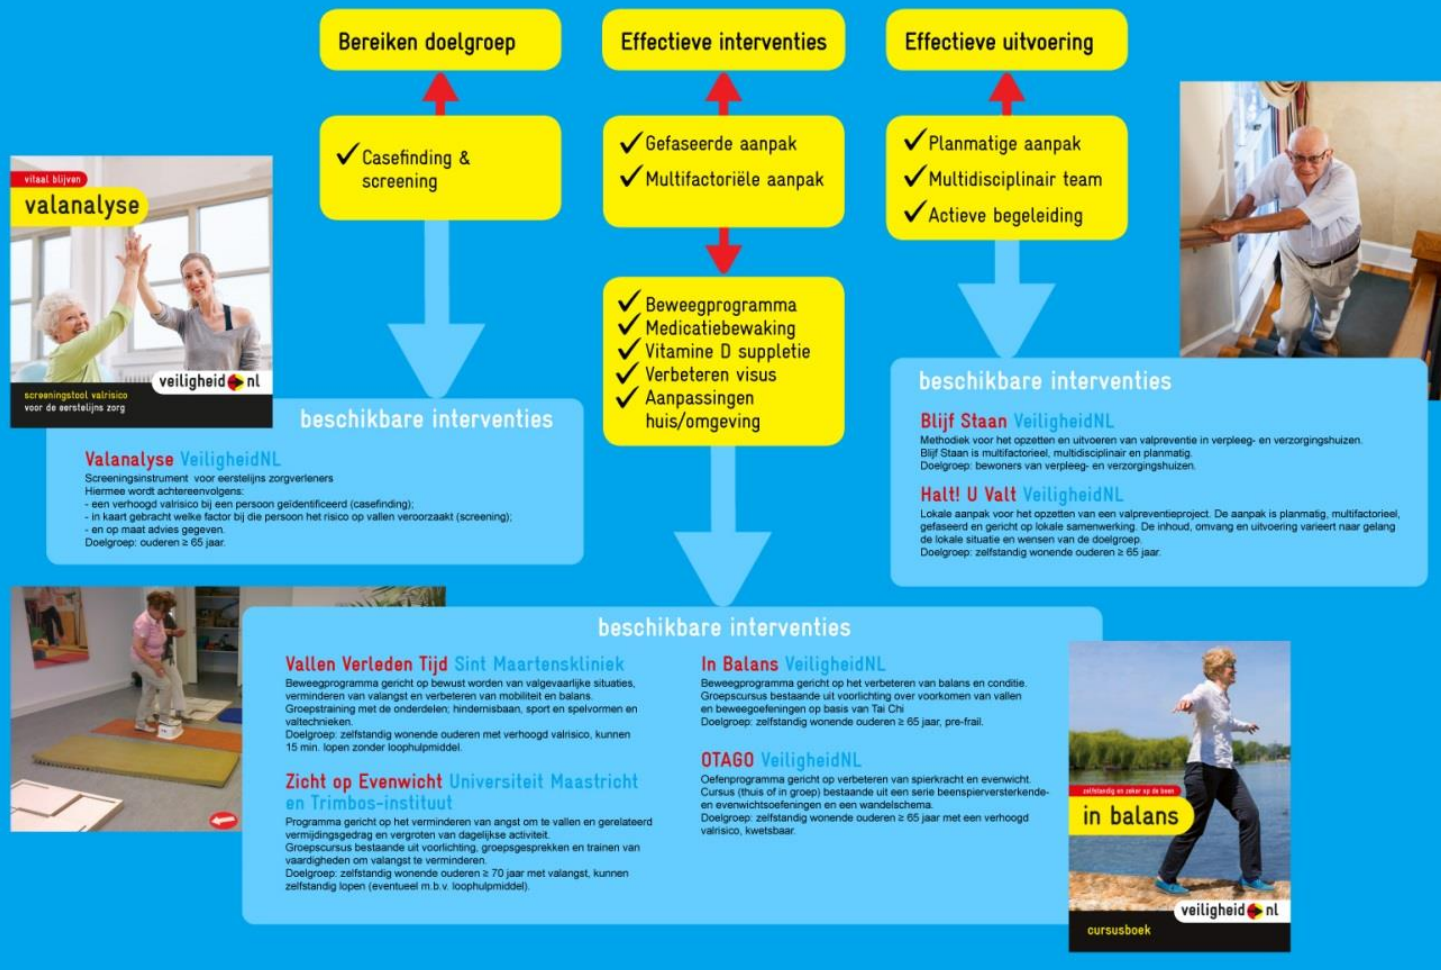 Bereiken doelgroep
Effectieve interventies
Effectieve uitvoering
✓ Casefinding &
screening
✓ Gefaseerde aanpak
✓ Multifactoriële aanpak
✓ Planmatige aanpak
✓ Multidisciplinair team
✓ Actieve begeleiding
✓ Beweegprogramma
✓ Medicatiebewaking
✓ Vitamine D suppletie
✓ Verbeteren visus
✓ Aanpassingen
huis/omgeving
vitaal blijven
valanalyse
veiligheid nl
screeningstool valrisico
voor de eerstelijns zorg
beschikbare interventies
Valanalyse VeiligheidNL
Screeningsinstrument voor eerstelijns zorgverleners
Hiermee wordt achtereenvolgens:
- een verhoogd valrisico bij een persoon geïdentificeerd (casefinding);
- in kaart gebracht welke factor bij die persoon het risico op vallen veroorzaakt (screening);
- en op maat advies gegeven.
Doelgroep: ouderen ≥ 65 jaar.
beschikbare interventies
Blijf Staan VeiligheidNL
Methodiek voor het opzetten en uitvoeren van valpreventie in verpleeg- en verzorgingshuizen.
Blijf Staan is multifactorieel, multidisciplinair en planmatig.
Doelgroep: bewoners van verpleeg- en verzorgingshuizen.
Halt! U Valt VeiligheidNL
Lokale aanpak voor het opzetten van een valpreventieproject. De aanpak is planmatig, multifactorieel,
gefaseerd en gericht op lokale samenwerking. De inhoud, omvang en uitvoering varieert naar gelang
de lokale situatie en wensen van de doelgroep.
Doelgroep: zelfstandig wonende ouderen ≥ 65 jaar.
beschikbare interventies
Vallen Verleden Tijd Sint Maartenskliniek
Beweegprogramma gericht op bewust worden van valgevaarlijke situaties,
verminderen van valangst en verbeteren van mobiliteit en balans.
Groepstraining met de onderdelen; hindernisbaan, sport en spelvormen en
valtechnieken.
Doelgroep: zelfstandig wonende ouderen met verhoogd valrisico, kunnen
15 min. lopen zonder loophulpmiddel.
Zicht op Evenwicht Universiteit Maastricht
en Trimbos-instituut
Programma gericht op het verminderen van angst om te vallen en gerelateerd
vermijdingsgedrag en vergroten van dagelijkse activiteit.
Groepscursus bestaande uit voorlichting, groepsgesprekken en trainen van
vaardigheden om valangst te verminderen.
Doelgroep: zelfstandig wonende ouderen ≥ 70 jaar met valangst, kunnen
zelfstandig lopen (eventueel m.b.v. loophulpmiddel).
In Balans VeiligheidNL
Beweegprogramma gericht op het verbeteren van balans en conditie.
Groepscursus bestaande uit voorlichting over voorkomen van vallen
en beweegoefeningen op basis van Tai Chi
Doelgroep: zelfstandig wonende ouderen ≥ 65 jaar, pre-frail.
OTAGO VeiligheidNL
Oefenprogramma gericht op verbeteren van spierkracht en evenwicht.
Cursus (thuis of in groep) bestaande uit een serie beenspierversterkende-
en evenwichtsoefeningen en een wandelschema.
Doelgroep: zelfstandig wonende ouderen ≥ 65 jaar met een verhoogd
valrisico, kwetsbaar.
zelfstandig en zeker op de been
in balans
veiligheid nl
cursusboek